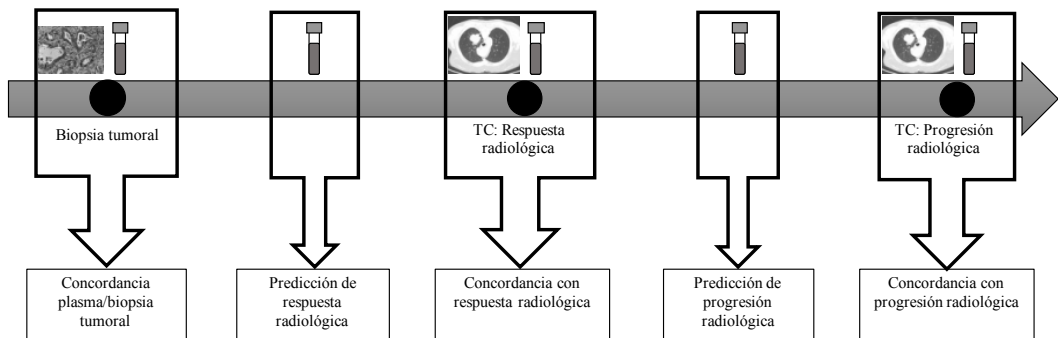 Biopsia tumoral
TC: Respuesta
radiológica
TC: Progresión
radiológica
Concordancia
plasma/biopsia
tumoral
Predicción de
respuesta
radiológica
Concordancia con
respuesta radiológica
Predicción de
progresión
radiológica
Concordancia con
progresión radiológica